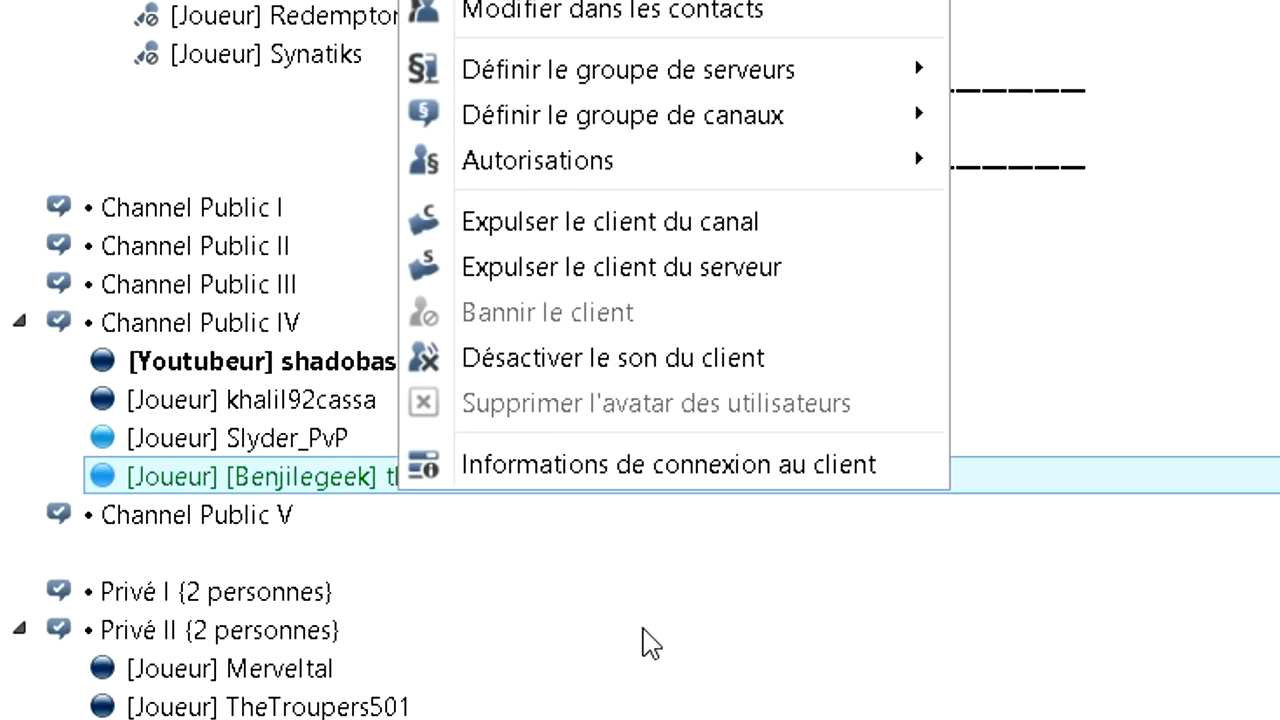 [Joueur] Redemptor
[Joueur] Synatiks
Modifier dans les contacts
Définir le groupe de serveurs
Définir le groupe de canaux
Autorisations
Expulser le client du canal
Expulser le client du serveur
Bannir le client
Désactiver le son du client
Supprimer l'avatar des utilisateurs
Informations de connexion au client
• Channel Public I
• Channel Public II
• Channel Public III
• Channel Public IV
[Youtubeur] shadobas
[Joueur] khalil92cassa
[Joueur] Slyder_PvP
[Joueur] [Benjilegeek]
• Channel Public V
• Privé I {2 personnes}
• Privé II {2 personnes}
[Joueur] Merveltal
[Joueur] TheTroupers501